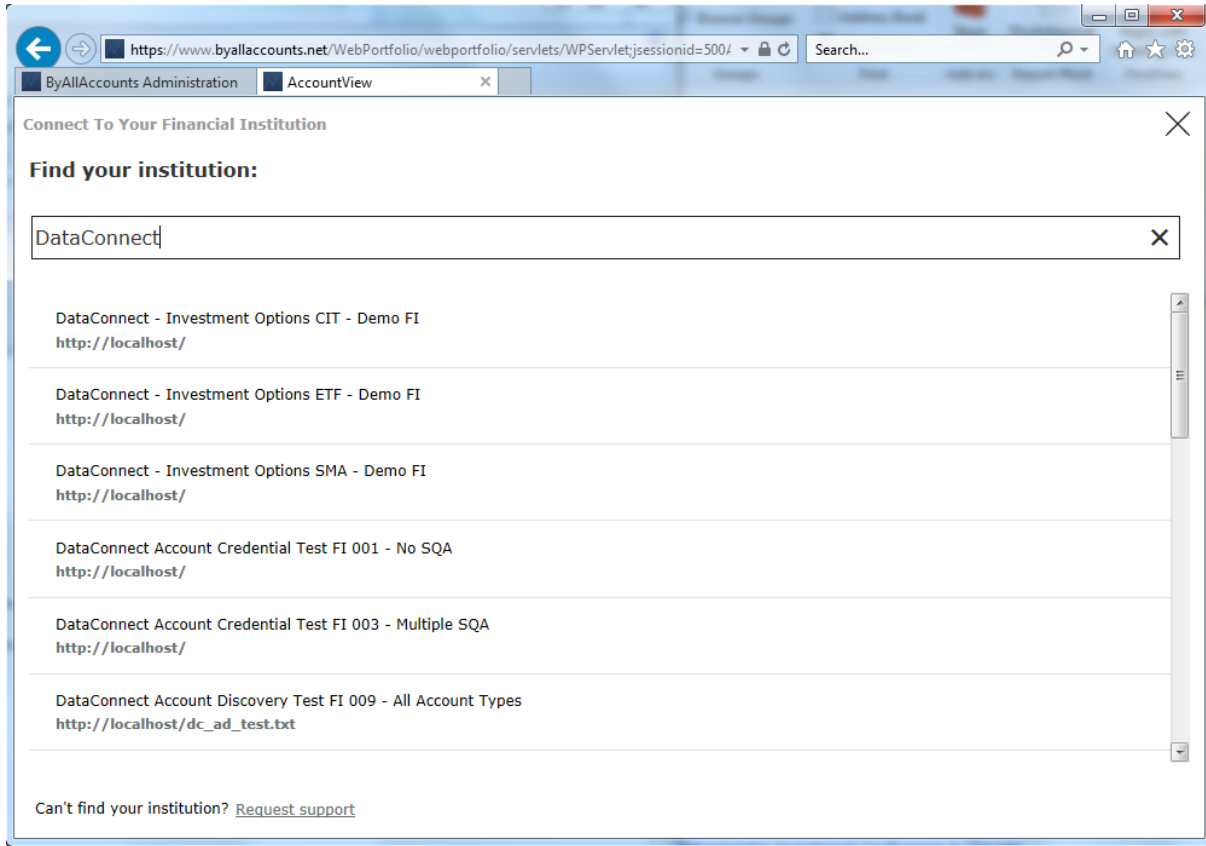 https://www.byallaccounts.net/WebPortfolio/webportfolio/servlets/WPServlet;jsessionid=500
Search...
ByAllAccounts Administration
AccountView
Connect To Your Financial Institution
Find your institution:
DataConnect
DataConnect - Investment Options CIT - Demo FI
http://localhost/
DataConnect - Investment Options ETF - Demo FI
http://localhost/
DataConnect - Investment Options SMA - Demo FI
http://localhost/
DataConnect Account Credential Test FI 001 - No SQA
http://localhost/
DataConnect Account Credential Test FI 003 - Multiple SQA
http://localhost/
DataConnect Account Discovery Test FI 009 - All Account Types
http://localhost/dc_ad_test.txt
Can't find your institution? Request support